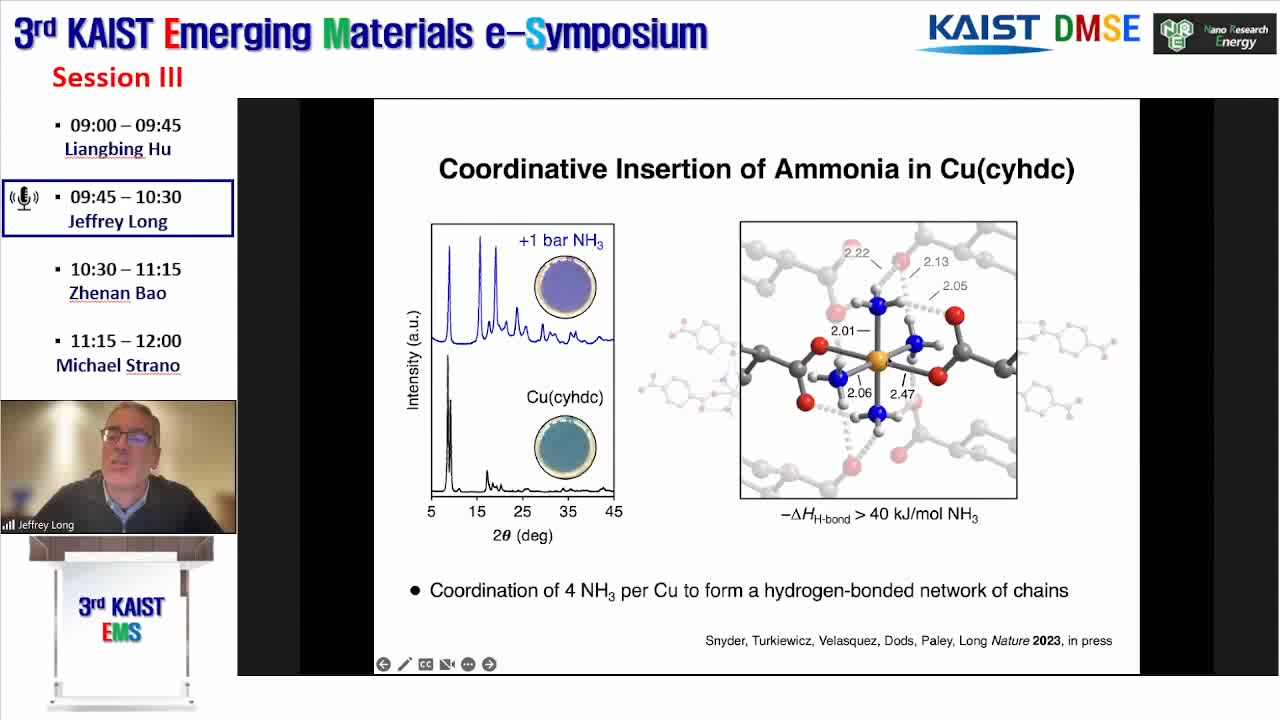 3rd KAIST Emerging Materials e-Symposium
KAIST DMSE
NRE Nano Research Energy
Session III
▪ 09:00 – 09:45
Liangbing Hu
▪ 09:45 – 10:30
Jeffrey Long
▪ 10:30 – 11:15
Zhenan Bao
▪ 11:15 – 12:00
Michael Strano
Jeffrey Long
3rd KAIST
EMS
Coordinative Insertion of Ammonia in Cu(cyhdc)
+1 bar NH₃
Cu(cyhdc)
Intensity (a.u.)
5 15 25 35 45
2θ (deg)
2.22
2.13
2.05
2.01
2.06
2.47
−ΔH_H-bond > 40 kJ/mol NH₃
● Coordination of 4 NH₃ per Cu to form a hydrogen-bonded network of chains
Snyder, Turkiewicz, Velasquez, Dods, Paley, Long Nature 2023, in press
CC